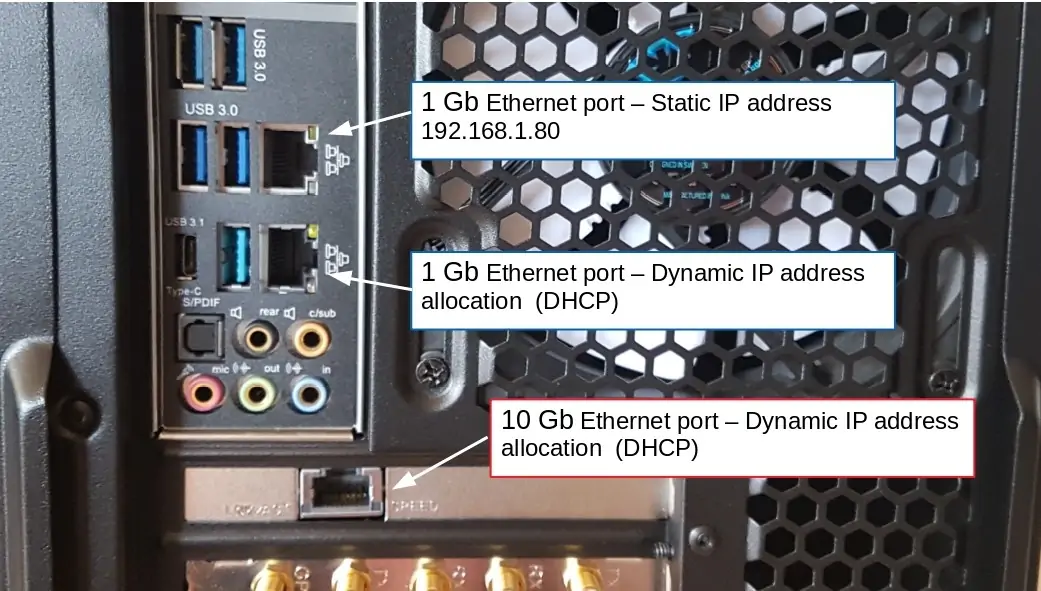 USB 3.0
USB 3.0
1 Gb Ethernet port – Static IP address
192.168.1.80
USB 3.1
Type-C
S/PDIF
rear
c/sub
mic
out
in
1 Gb Ethernet port – Dynamic IP address
allocation (DHCP)
10 Gb Ethernet port – Dynamic IP address
allocation (DHCP)
SPEED